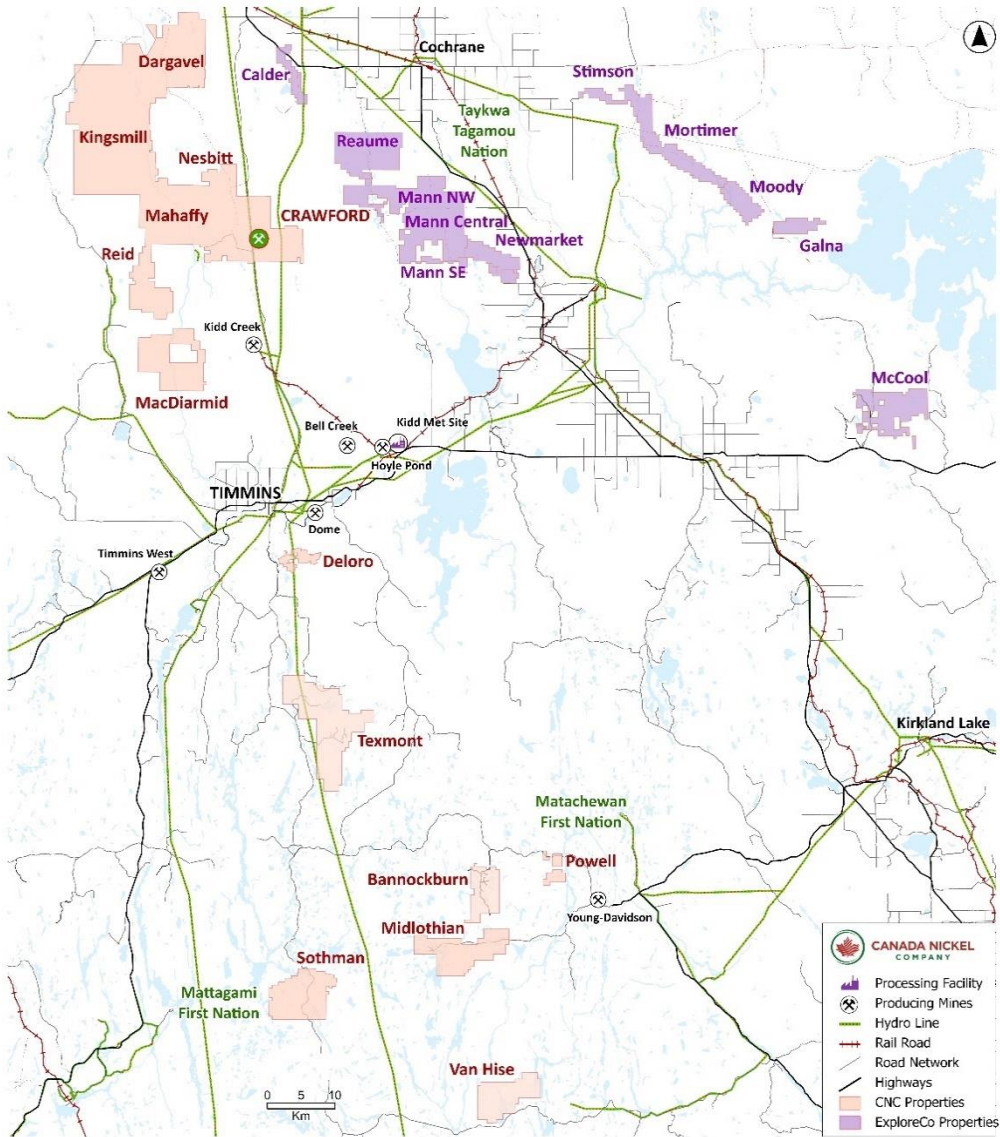 Dargavel
Cochrane
Calder
Stimson
Taykwa
Tagamou
Nation
Kingsmill
Reaume
Mortimer
Nesbitt
Moody
Mann NW
Mahaffy
CRAWFORD
Mann Central
Newmarket
Galna
Reid
Mann SE
Kidd Creek
McCool
MacDiarmid
Bell Creek
Kidd Met Site
Hoyle Pond
TIMMINS
Dome
Timmins West
Deloro
Kirkland Lake
Texmont
Matachewan
First Nation
Powell
Bannockburn
Young-Davidson
Midlothian
Sothman
Mattagami
First Nation
Van Hise
0 5 10
Km
CANADA NICKEL
COMPANY
Processing Facility
Producing Mines
Hydro Line
Rail Road
Road Network
Highways
CNC Properties
ExploreCo Properties